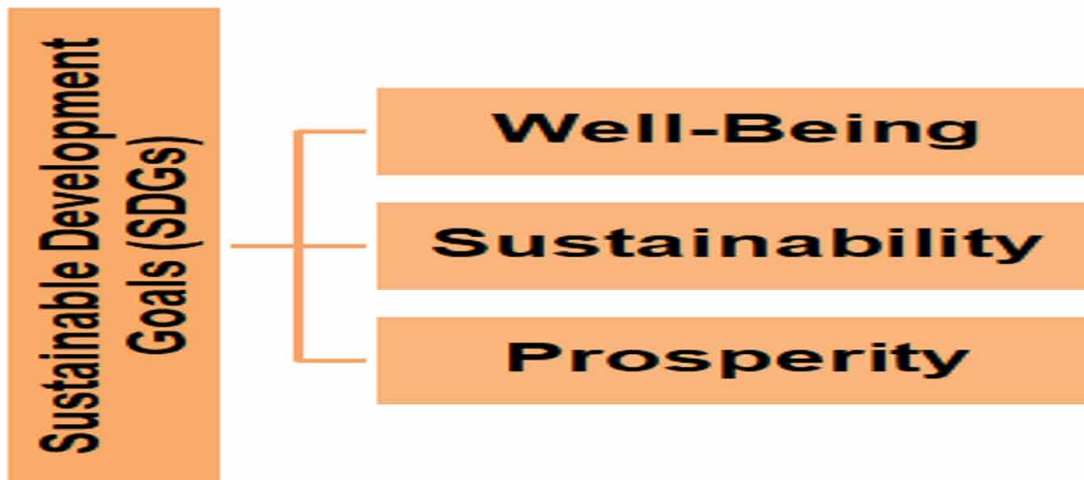 Sustainable Development
Goals (SDGs)
Well-Being
Sustainability
Prosperity